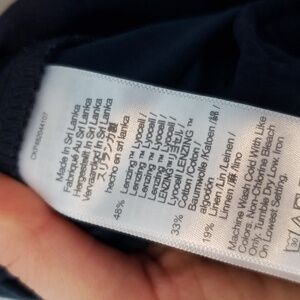 CKP482944107
Made In Sri Lanka
Fabriqué Au Sri Lanka
Hergestellt In Sri Lanka
Vervaardigd In Sri Lanka
スリランカ製
hecho en sri lanka
48% Lenzing™ Lyocell /
Lenzing™ Lyocell /
Lenzing™ Lyocell /
Lyocell LENZING™
33% Cotton / Coton /
Baumwolle / Katoen / 綿 /
algodón
19% Linen / Lin / Leinen /
Linnen / 麻 / lino
Machine Wash Cold With Like
Colors, Non-Chlorine Bleach
Only, Tumble Dry Low, Iron
On Lowest Setting.